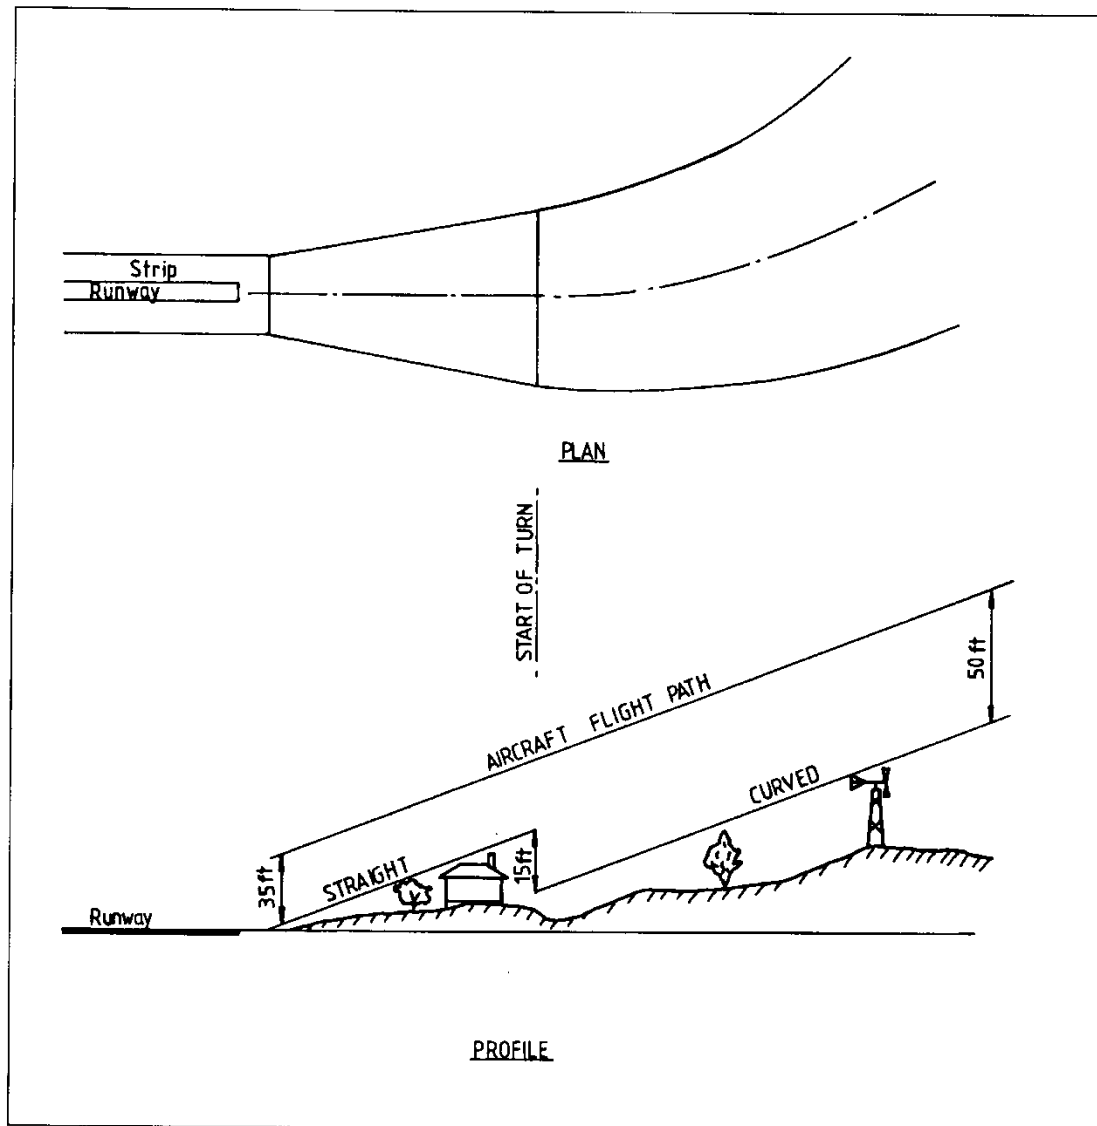 Strip
Runway
PLAN
START OF TURN
AIRCRAFT FLIGHT PATH
50ft
CURVED
STRAIGHT
15ft
35ft
Runway
PROFILE